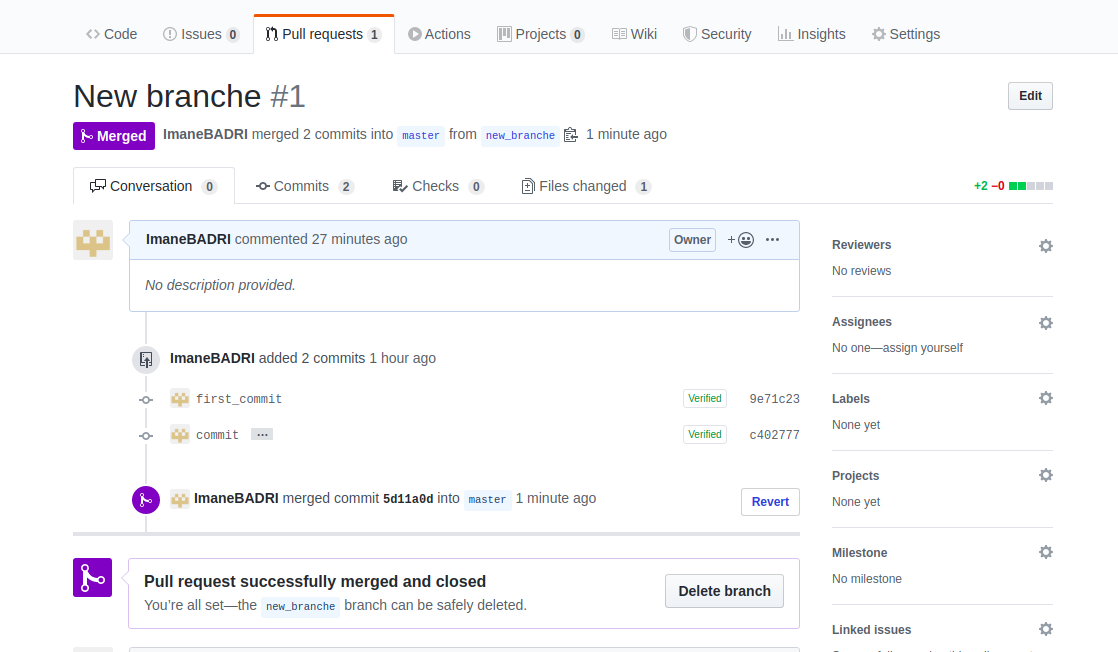 Code Issues 0 Pull requests 1 Actions Projects 0 Wiki Security Insights Settings
New branche #1
Edit
Merged ImaneBADRI merged 2 commits into master from new_branche 1 minute ago
Conversation 0 Commits 2 Checks 0 Files changed 1 +2 −0
ImaneBADRI commented 27 minutes ago Owner
No description provided.
ImaneBADRI added 2 commits 1 hour ago
first_commit Verified 9e71c23
commit Verified c402777
ImaneBADRI merged commit 5d11a0d into master 1 minute ago Revert
Pull request successfully merged and closed
You’re all set—the new_branche branch can be safely deleted.
Delete branch
Reviewers
No reviews
Assignees
No one—assign yourself
Labels
None yet
Projects
None yet
Milestone
No milestone
Linked issues